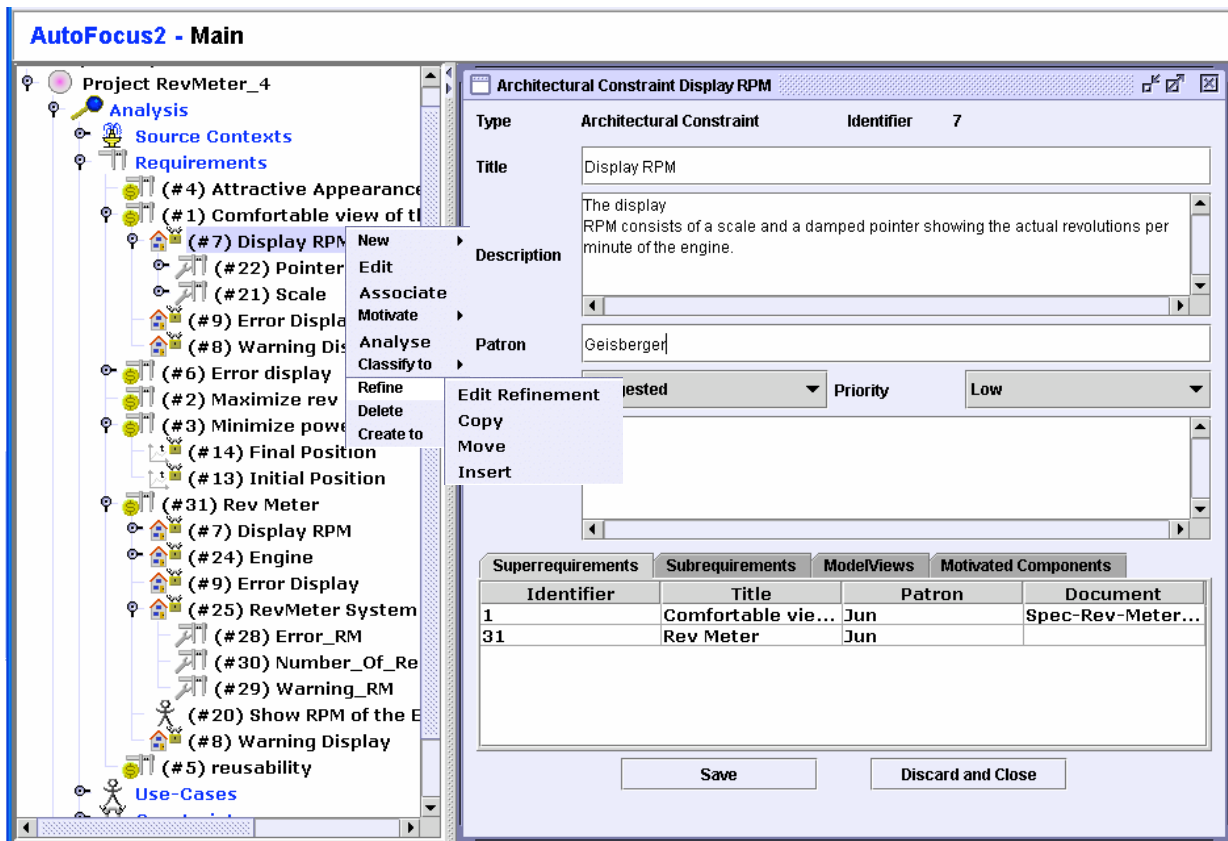 AutoFocus2 - Main
Project RevMeter_4
Analysis
Source Contexts
Requirements
(#4) Attractive Appearance
(#1) Comfortable view of
(#7) Display RPM
(#22) Pointer
(#21) Scale
(#9) Error
(#8) Warning
(#6) Error display
(#2) Maximize rev
(#3) Minimize
(#14) Final Position
(#13) Initial Position
(#31) Rev Meter
(#7) Display RPM
(#24) Engine
(#9) Error Display
(#25) RevMeter System
(#28) Error_RM
(#30) Number_Of_Re
(#29) Warning_RM
(#20) Show RPM of the E
(#8) Warning Display
(#5) reusability
Use-Cases
New
Edit
Associate
Motivate
Analyse
Classify to
Refine
Delete
Create to
Edit Refinement
Copy
Move
Insert
Architectural Constraint Display RPM
Type Architectural Constraint Identifier 7
Title Display RPM
Description The display
RPM consists of a scale and a damped pointer showing the actual revolutions per
minute of the engine.
Patron Geisberger
gested Priority Low
Superrequirements Subrequirements ModelViews Motivated Components
Identifier Title Patron Document
1 Comfortable vie... Jun Spec-Rev-Meter...
31 Rev Meter Jun
Save Discard and Close